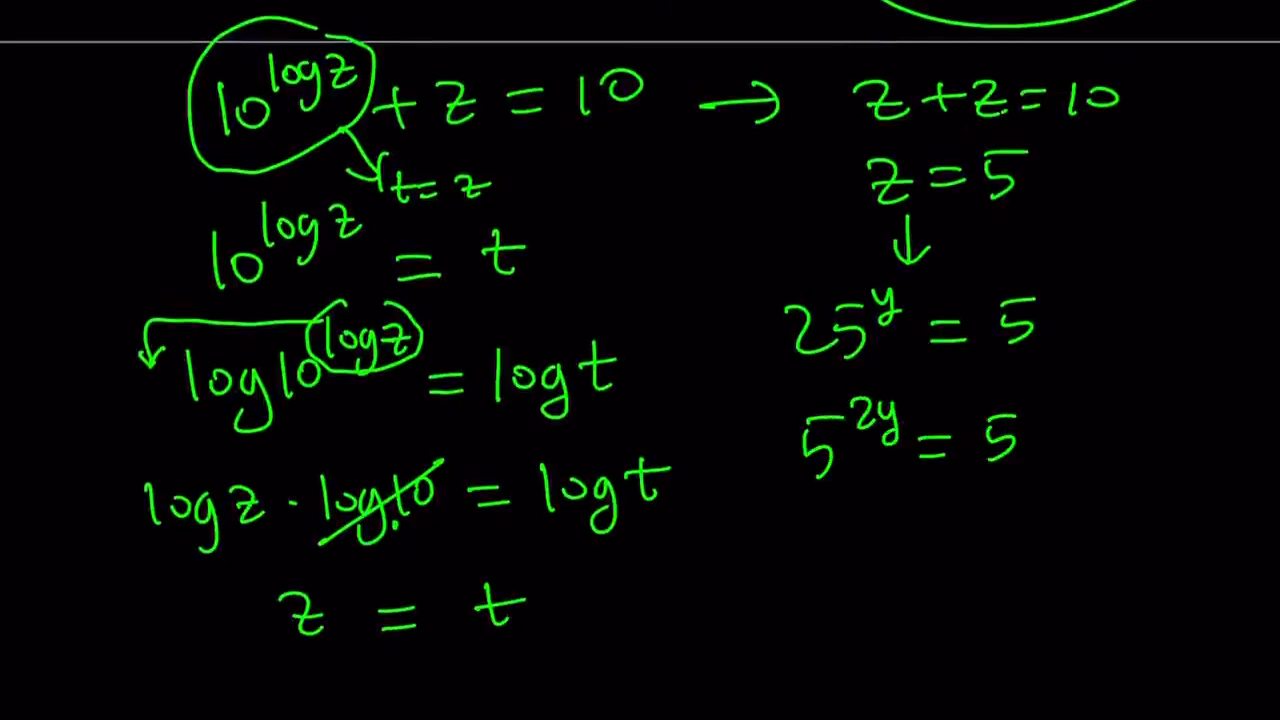 10^{log z} + z = 10 → z + z = 10
t = z
z = 5
10^{log z} = t
25^y = 5
log 10^{log z} = log t
5^{2y} = 5
log z · log 10 = log t
z = t